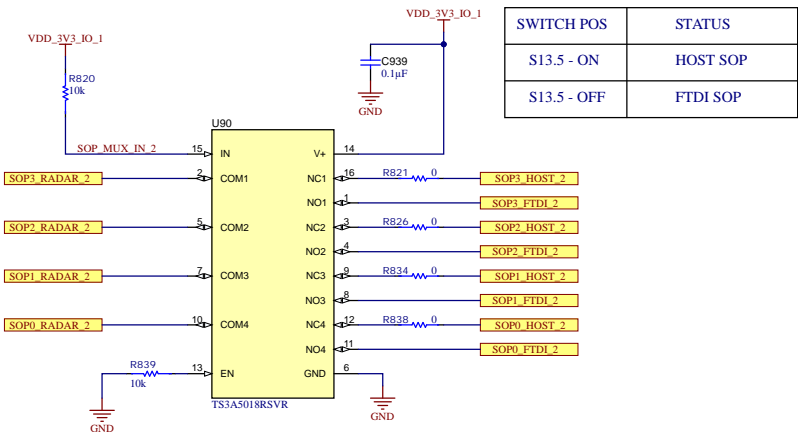 VDD_3V3_IO_1
SWITCH POS STATUS
S13.5 - ON HOST SOP
S13.5 - OFF FTDI SOP
VDD_3V3_IO_1
R820
10k
C939
0.1µF
GND
U90
SOP_MUX_IN_2 15 IN V+ 14
SOP3_RADAR_2 2 COM1 NC1 16 R821 0 SOP3_HOST_2
NO1 1 SOP3_FTDI_2
SOP2_RADAR_2 5 COM2 NC2 3 R826 0 SOP2_HOST_2
NO2 4 SOP2_FTDI_2
SOP1_RADAR_2 7 COM3 NC3 9 R834 0 SOP1_HOST_2
NO3 8 SOP1_FTDI_2
SOP0_RADAR_2 10 COM4 NC4 12 R838 0 SOP0_HOST_2
NO4 11 SOP0_FTDI_2
R839
10k
13 EN GND 6
GND
TS3A5018RSVR
GND